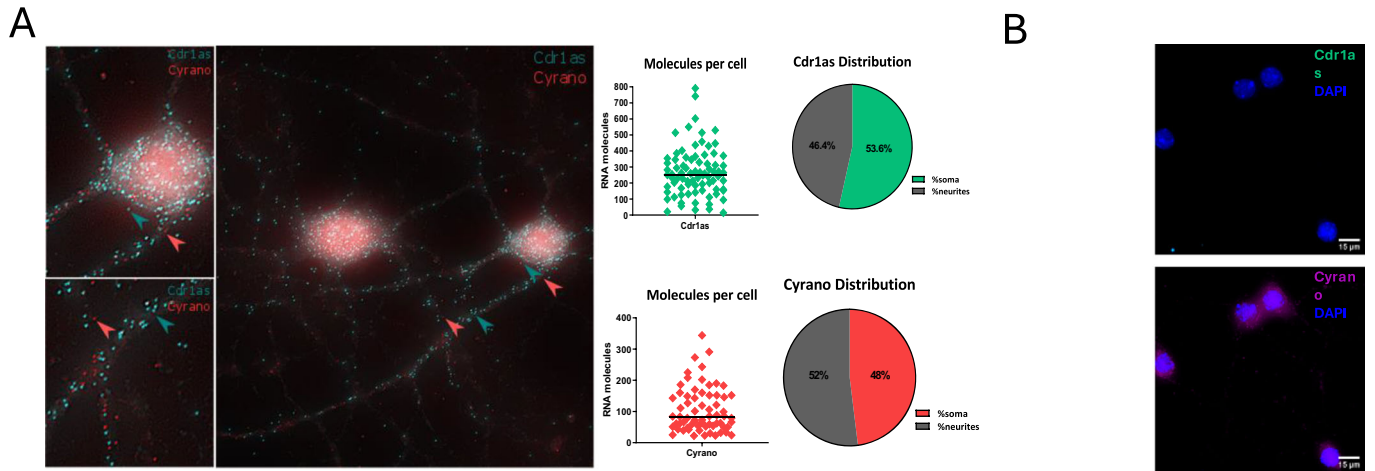 A
B
Cdr1as
Cyrano
Cdr1as
Cyrano
Cdr1as
Cyrano
Molecules per cell
RNA molecules
800
700
600
500
400
300
200
100
0
Cdr1as
Cdr1as Distribution
46.4%
53.6%
%soma
%neurites
Molecules per cell
RNA molecules
400
300
200
100
0
Cyrano
Cyrano Distribution
52%
48%
%soma
%neurites
Cdr1a
s
DAPI
15 µm
Cyran
o
DAPI
15 µm